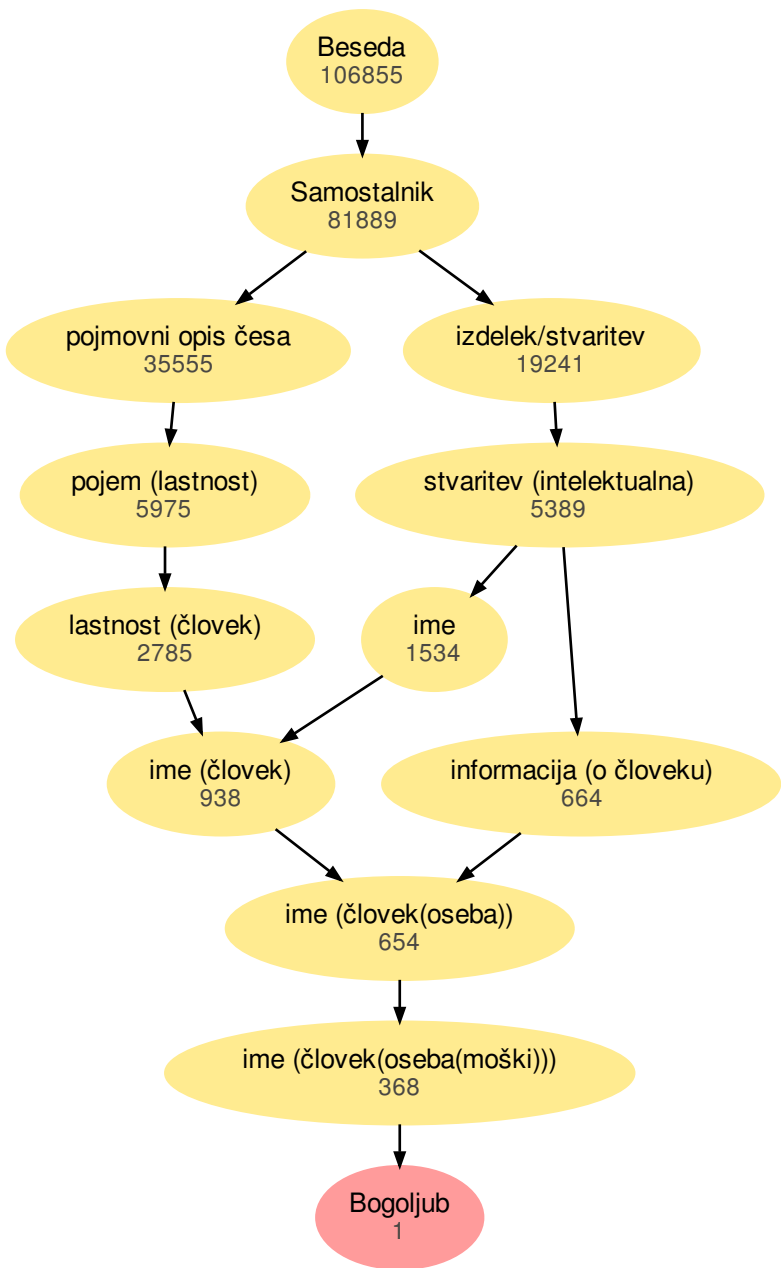 Beseda
106855
Samostalnik
81889
pojmovni opis česa
35555
izdelek/stvaritev
19241
pojem (lastnost)
5975
stvaritev (intelektualna)
5389
lastnost (človek)
2785
ime
1534
ime (človek)
938
informacija (o človeku)
664
ime (človek(oseba))
654
ime (človek(oseba(moški)))
368
Bogoljub
1